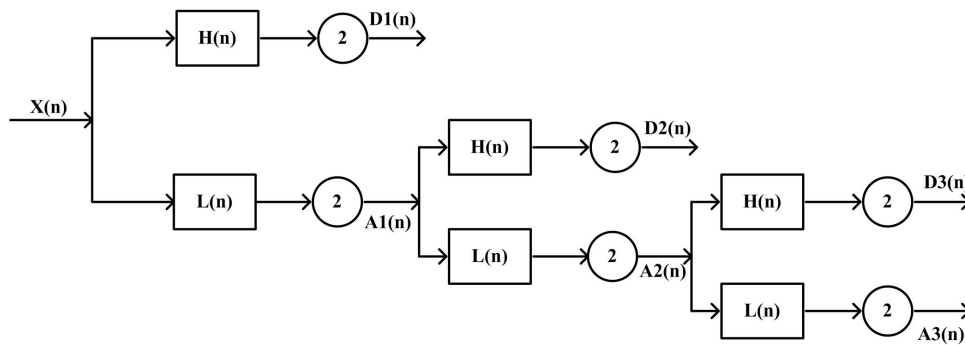 D1(n)
H(n)
2
X(n)
D2(n)
H(n)
2
D3(n)
L(n)
2
H(n)
2
A1(n)
L(n)
2
A2(n)
L(n)
2
A3(n)